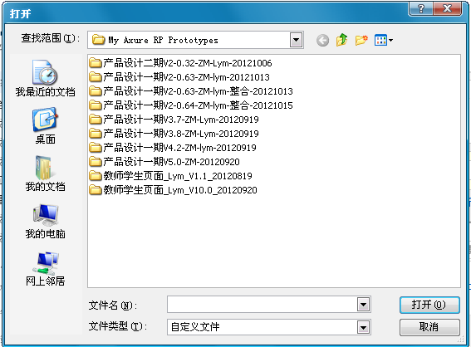 打开
查找范围(I):
My Axure RP Prototypes
产品设计二期V2-0.32-ZM-Lym-20121006
产品设计一期V2-0.63-ZM-lym-20121013
产品设计一期V2-0.63-ZM-lym-整合-20121013
产品设计一期V2-0.64-ZM-lym-整合-20121015
产品设计一期V3.7-ZM-Lym-20120919
产品设计一期V3.8-ZM-Lym-20120919
产品设计一期V4.2-ZM-lym-20120919
产品设计一期V5.0-ZM-20120920
教师学生页面_Lym_V1.1_20120819
教师学生页面_Lym_V10.0_20120920
我最近的文档
桌面
我的文档
我的电脑
网上邻居
文件名(N):
打开(O)
文件类型(T):
自定义文件
取消